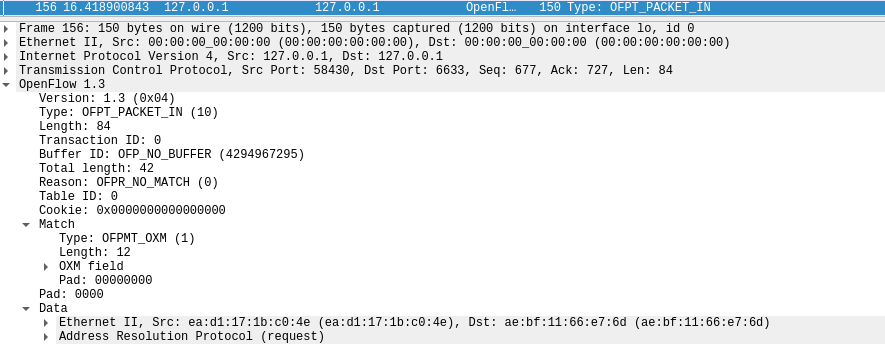 156 16.418900843 127.0.0.1 127.0.0.1 OpenFl… 150 Type: OFPT_PACKET_IN
Frame 156: 150 bytes on wire (1200 bits), 150 bytes captured (1200 bits) on interface lo, id 0
Ethernet II, Src: 00:00:00_00:00:00 (00:00:00:00:00:00), Dst: 00:00:00_00:00:00 (00:00:00:00:00:00)
Internet Protocol Version 4, Src: 127.0.0.1, Dst: 127.0.0.1
Transmission Control Protocol, Src Port: 58430, Dst Port: 6633, Seq: 677, Ack: 727, Len: 84
OpenFlow 1.3
Version: 1.3 (0x04)
Type: OFPT_PACKET_IN (10)
Length: 84
Transaction ID: 0
Buffer ID: OFP_NO_BUFFER (4294967295)
Total length: 42
Reason: OFPR_NO_MATCH (0)
Table ID: 0
Cookie: 0x0000000000000000
Match
Type: OFPMT_OXM (1)
Length: 12
OXM field
Pad: 00000000
Pad: 0000
Data
Ethernet II, Src: ea:d1:17:1b:c0:4e (ea:d1:17:1b:c0:4e), Dst: ae:bf:11:66:e7:6d (ae:bf:11:66:e7:6d)
Address Resolution Protocol (request)